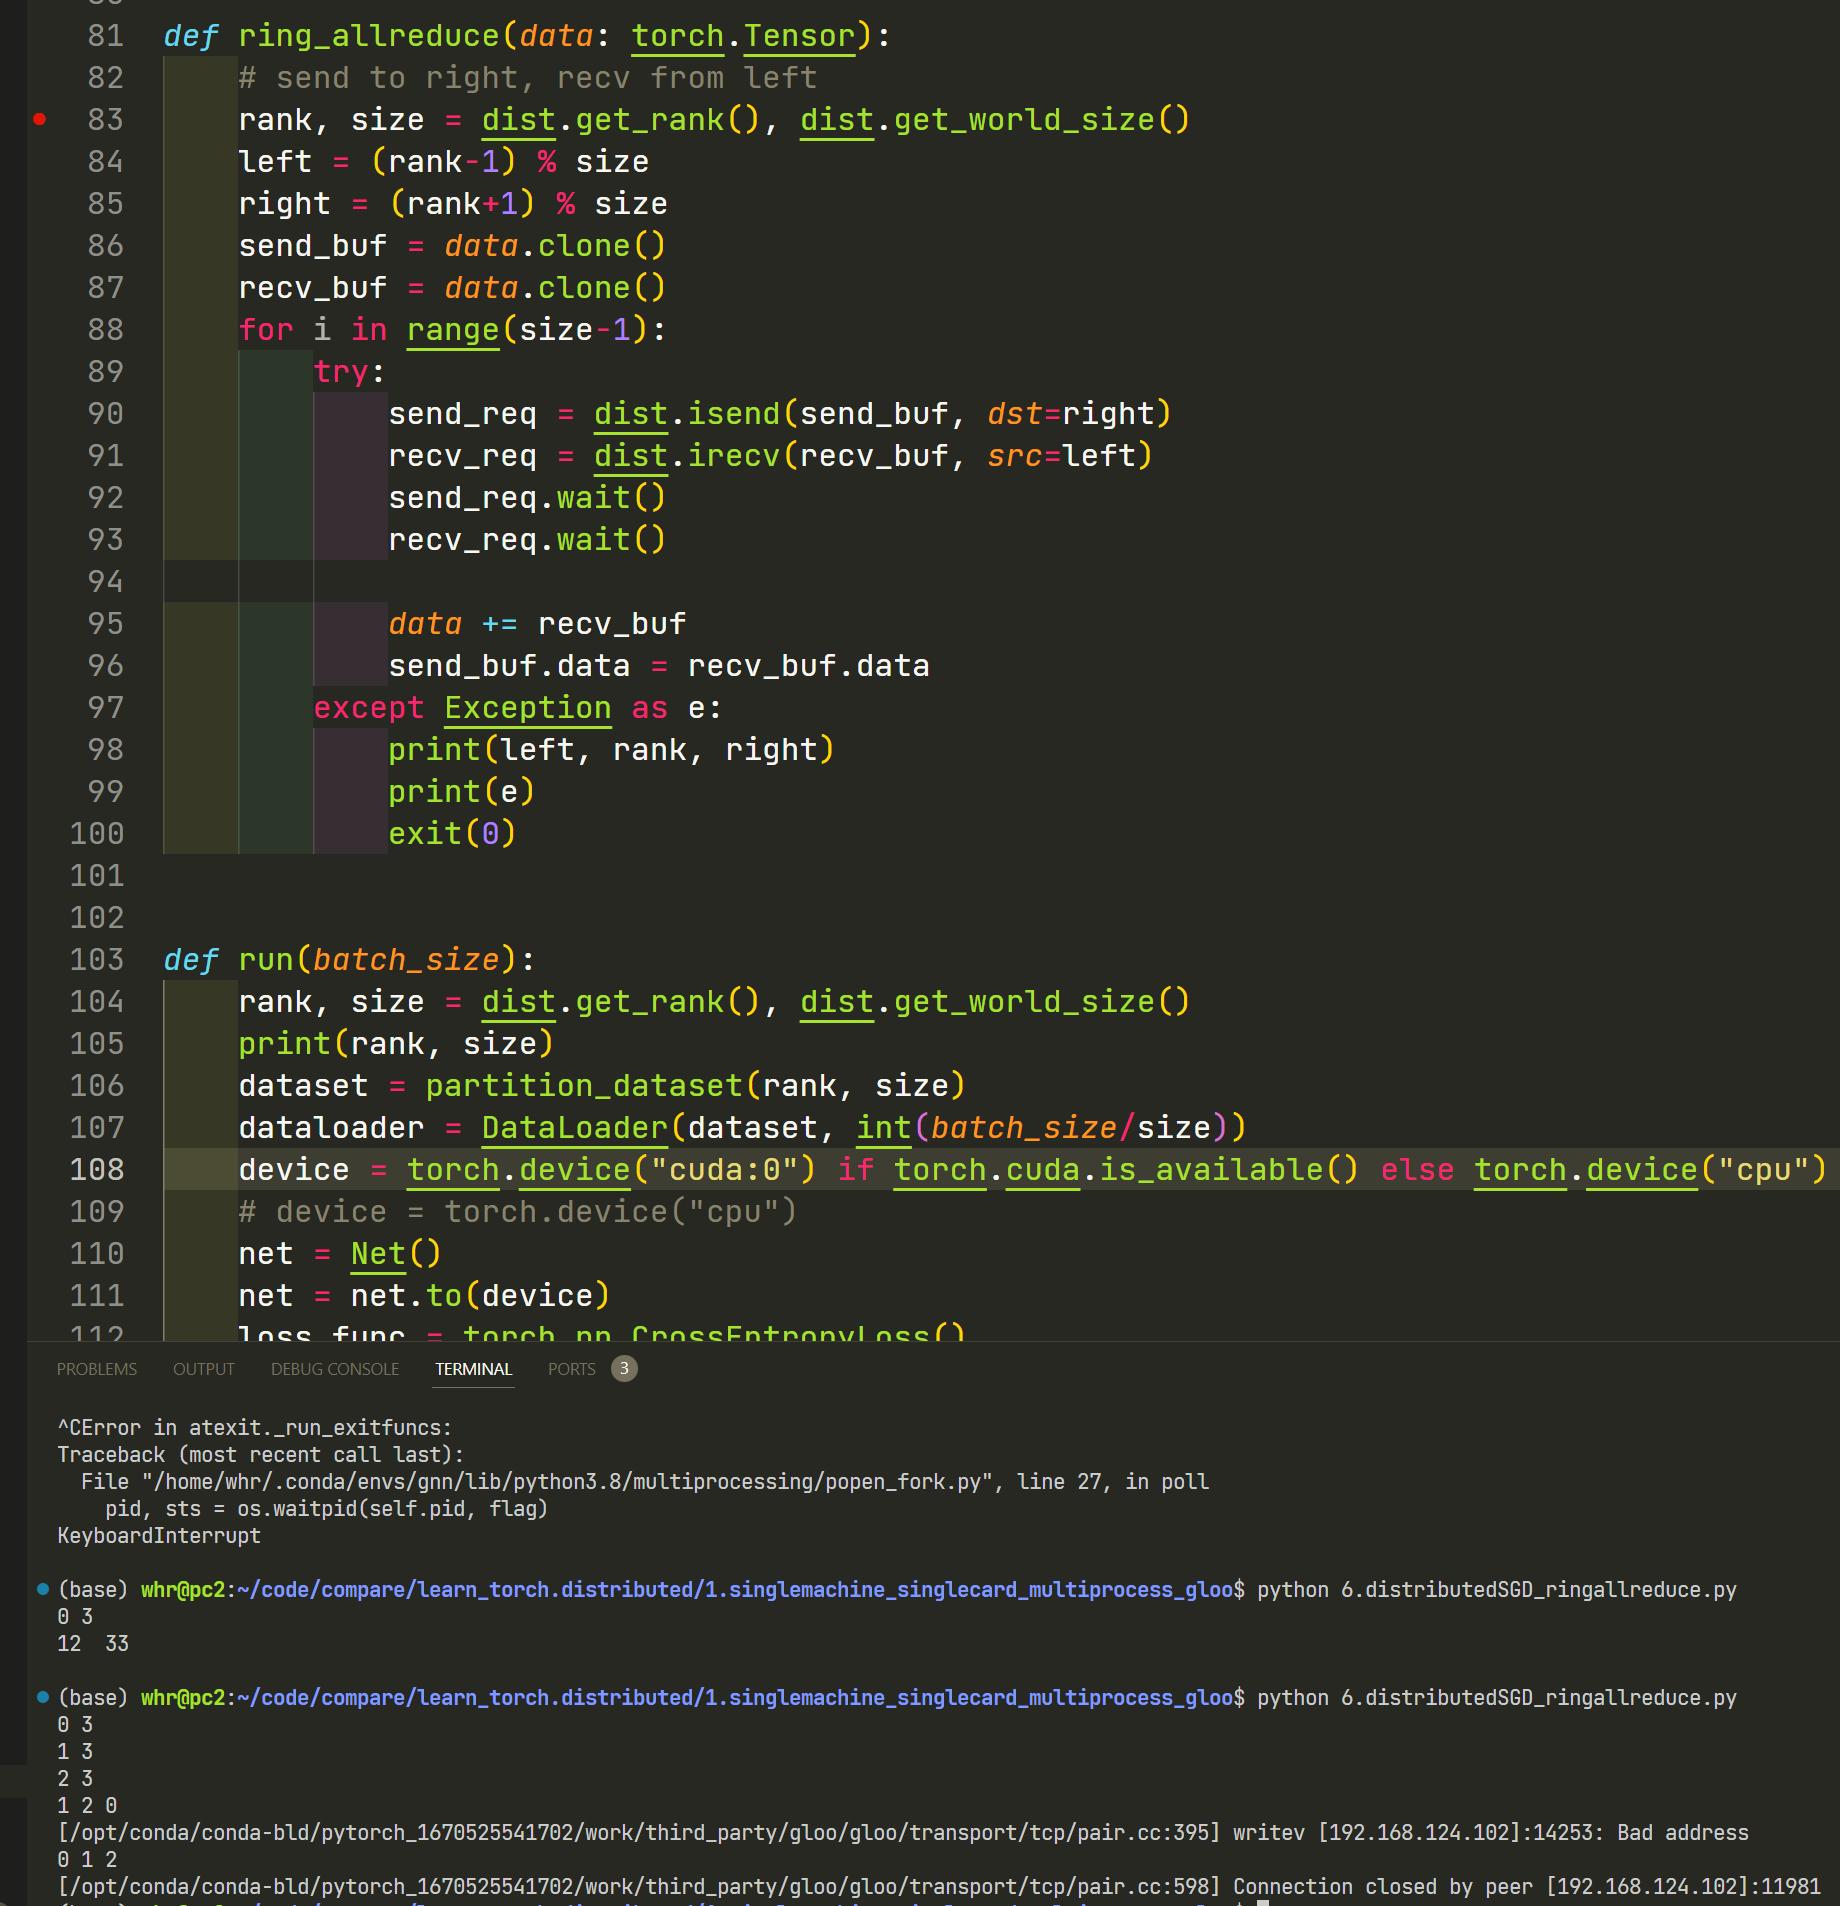 81 def ring_allreduce(data: torch.Tensor):
82     # send to right, recv from left
83     rank, size = dist.get_rank(), dist.get_world_size()
84     left = (rank-1) % size
85     right = (rank+1) % size
86     send_buf = data.clone()
87     recv_buf = data.clone()
88     for i in range(size-1):
89         try:
90             send_req = dist.isend(send_buf, dst=right)
91             recv_req = dist.irecv(recv_buf, src=left)
92             send_req.wait()
93             recv_req.wait()
94
95             data += recv_buf
96             send_buf.data = recv_buf.data
97         except Exception as e:
98             print(left, rank, right)
99             print(e)
100             exit(0)
101
102
103 def run(batch_size):
104     rank, size = dist.get_rank(), dist.get_world_size()
105     print(rank, size)
106     dataset = partition_dataset(rank, size)
107     dataloader = DataLoader(dataset, int(batch_size/size))
108     device = torch.device("cuda:0") if torch.cuda.is_available() else torch.device("cpu")
109     # device = torch.device("cpu")
110     net = Net()
111     net = net.to(device)
112     loss_func = torch.nn.CrossEntropyLoss()
PROBLEMS OUTPUT DEBUG CONSOLE TERMINAL PORTS 3
^CError in atexit._run_exitfuncs:
Traceback (most recent call last):
  File "/home/whr/.conda/envs/gnn/lib/python3.8/multiprocessing/popen_fork.py", line 27, in poll
    pid, sts = os.waitpid(self.pid, flag)
KeyboardInterrupt
(base) whr@pc2:~/code/compare/learn_torch.distributed/1.singlemachine_singlecard_multiprocess_gloo$ python 6.distributedSGD_ringallreduce.py
0 3
12  33
(base) whr@pc2:~/code/compare/learn_torch.distributed/1.singlemachine_singlecard_multiprocess_gloo$ python 6.distributedSGD_ringallreduce.py
0 3
1 3
2 3
1 2 0
[/opt/conda/conda-bld/pytorch_1670525541702/work/third_party/gloo/gloo/transport/tcp/pair.cc:395] writev [192.168.124.102]:14253: Bad address
0 1 2
[/opt/conda/conda-bld/pytorch_1670525541702/work/third_party/gloo/gloo/transport/tcp/pair.cc:598] Connection closed by peer [192.168.124.102]:11981